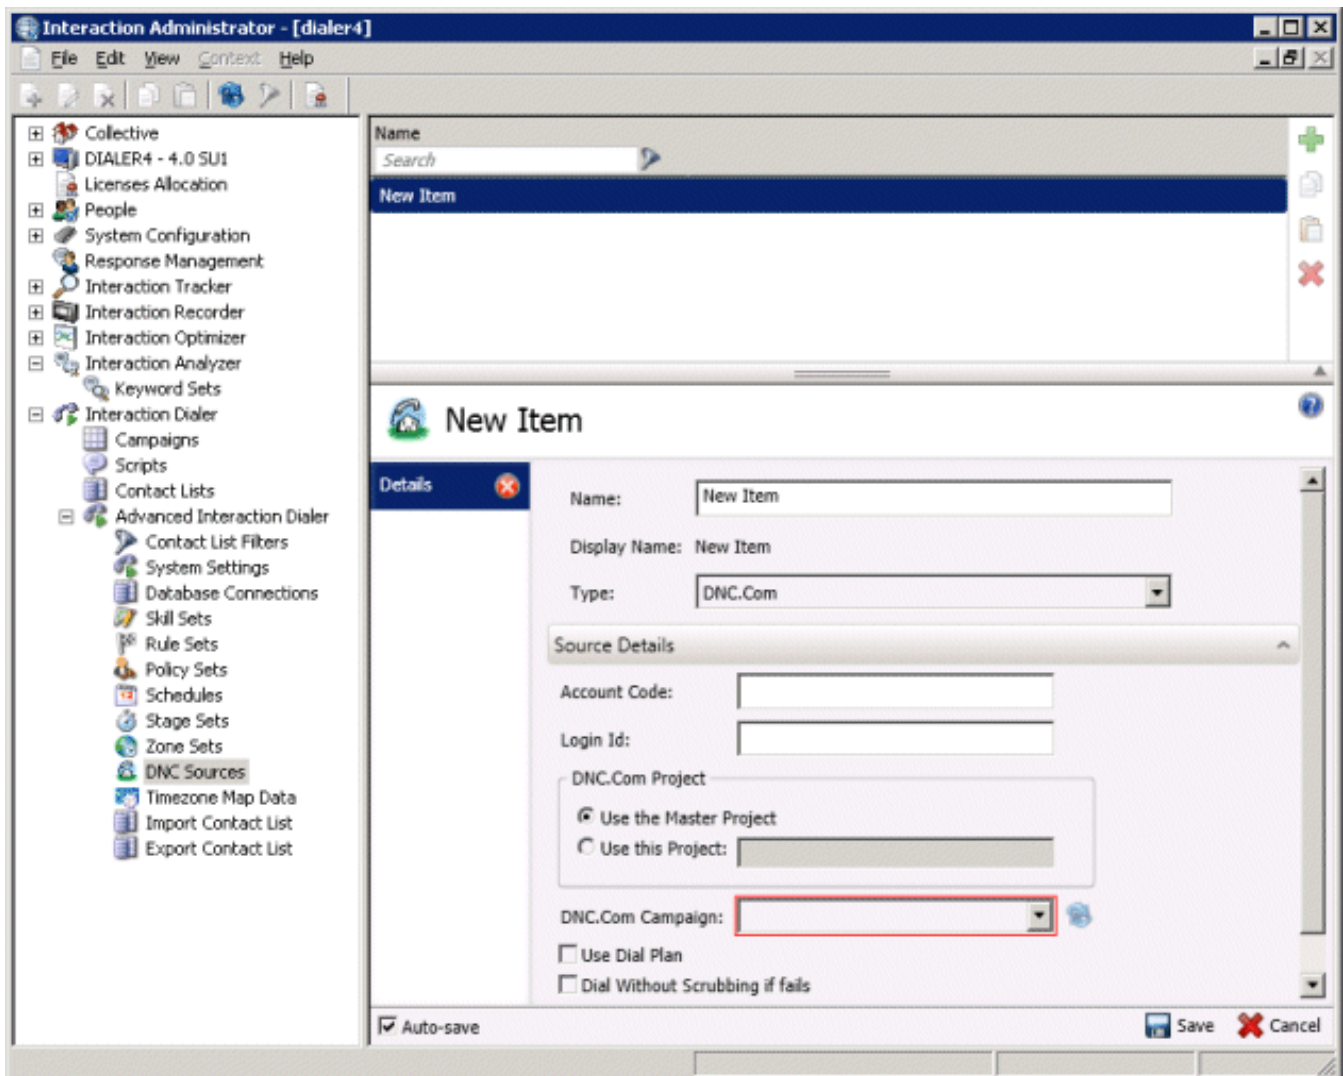 Interaction Administrator - [dialer4]
File Edit View Context Help
Collective
DIALER4 - 4.0 SU1
Licenses Allocation
People
System Configuration
Response Management
Interaction Tracker
Interaction Recorder
Interaction Optimizer
Interaction Analyzer
Keyword Sets
Interaction Dialer
Campaigns
Scripts
Contact Lists
Advanced Interaction Dialer
Contact List Filters
System Settings
Database Connections
Skill Sets
Rule Sets
Policy Sets
Schedules
Stage Sets
Zone Sets
DNC Sources
Timezone Map Data
Import Contact List
Export Contact List
Name
Search
New Item
New Item
Details
Name: New Item
Display Name: New Item
Type: DNC.Com
Source Details
Account Code:
Login Id:
DNC.Com Project
Use the Master Project
Use this Project:
DNC.Com Campaign:
Use Dial Plan
Dial Without Scrubbing if fails
Auto-save Save Cancel